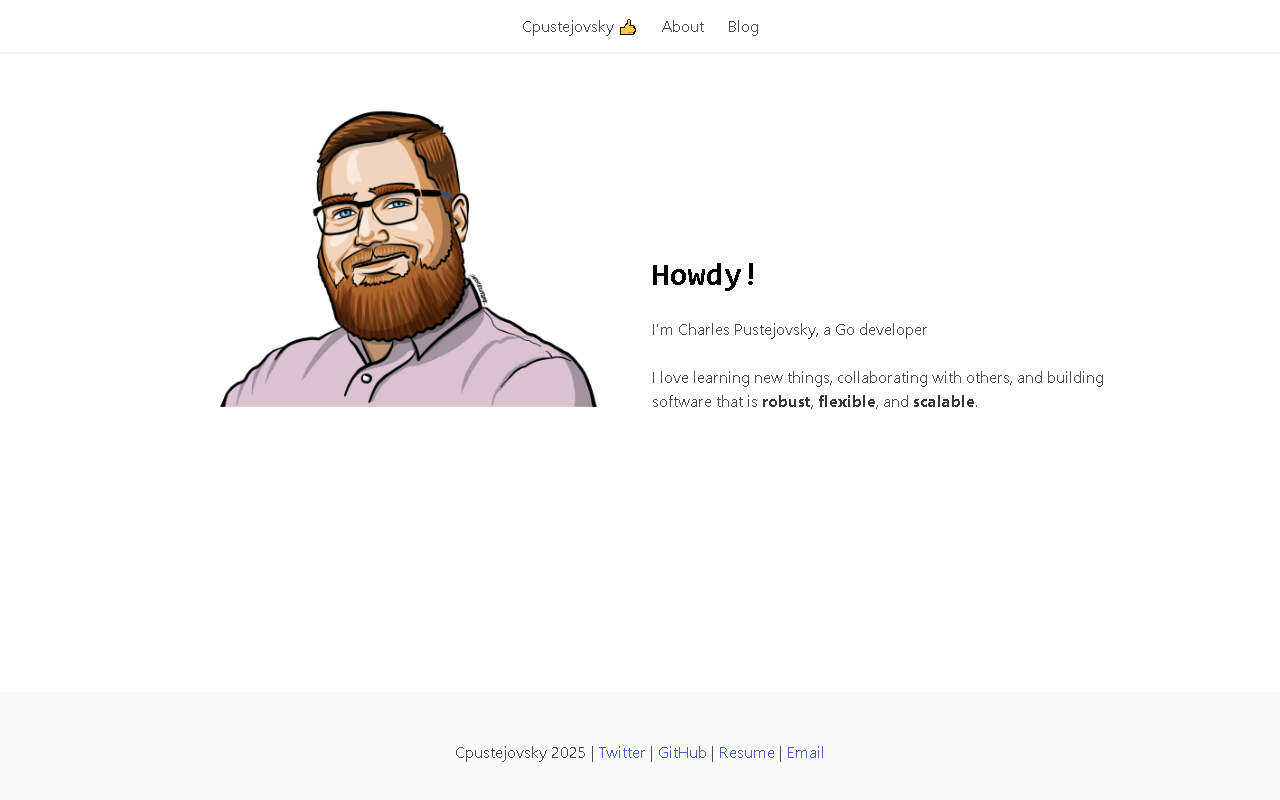 Cpustejovsky 👍 About Blog
Howdy!
I'm Charles Pustejovsky, a Go developer
I love learning new things, collaborating with others, and building
software that is robust, flexible, and scalable.
Cpustejovsky 2025 | Twitter | GitHub | Resume | Email